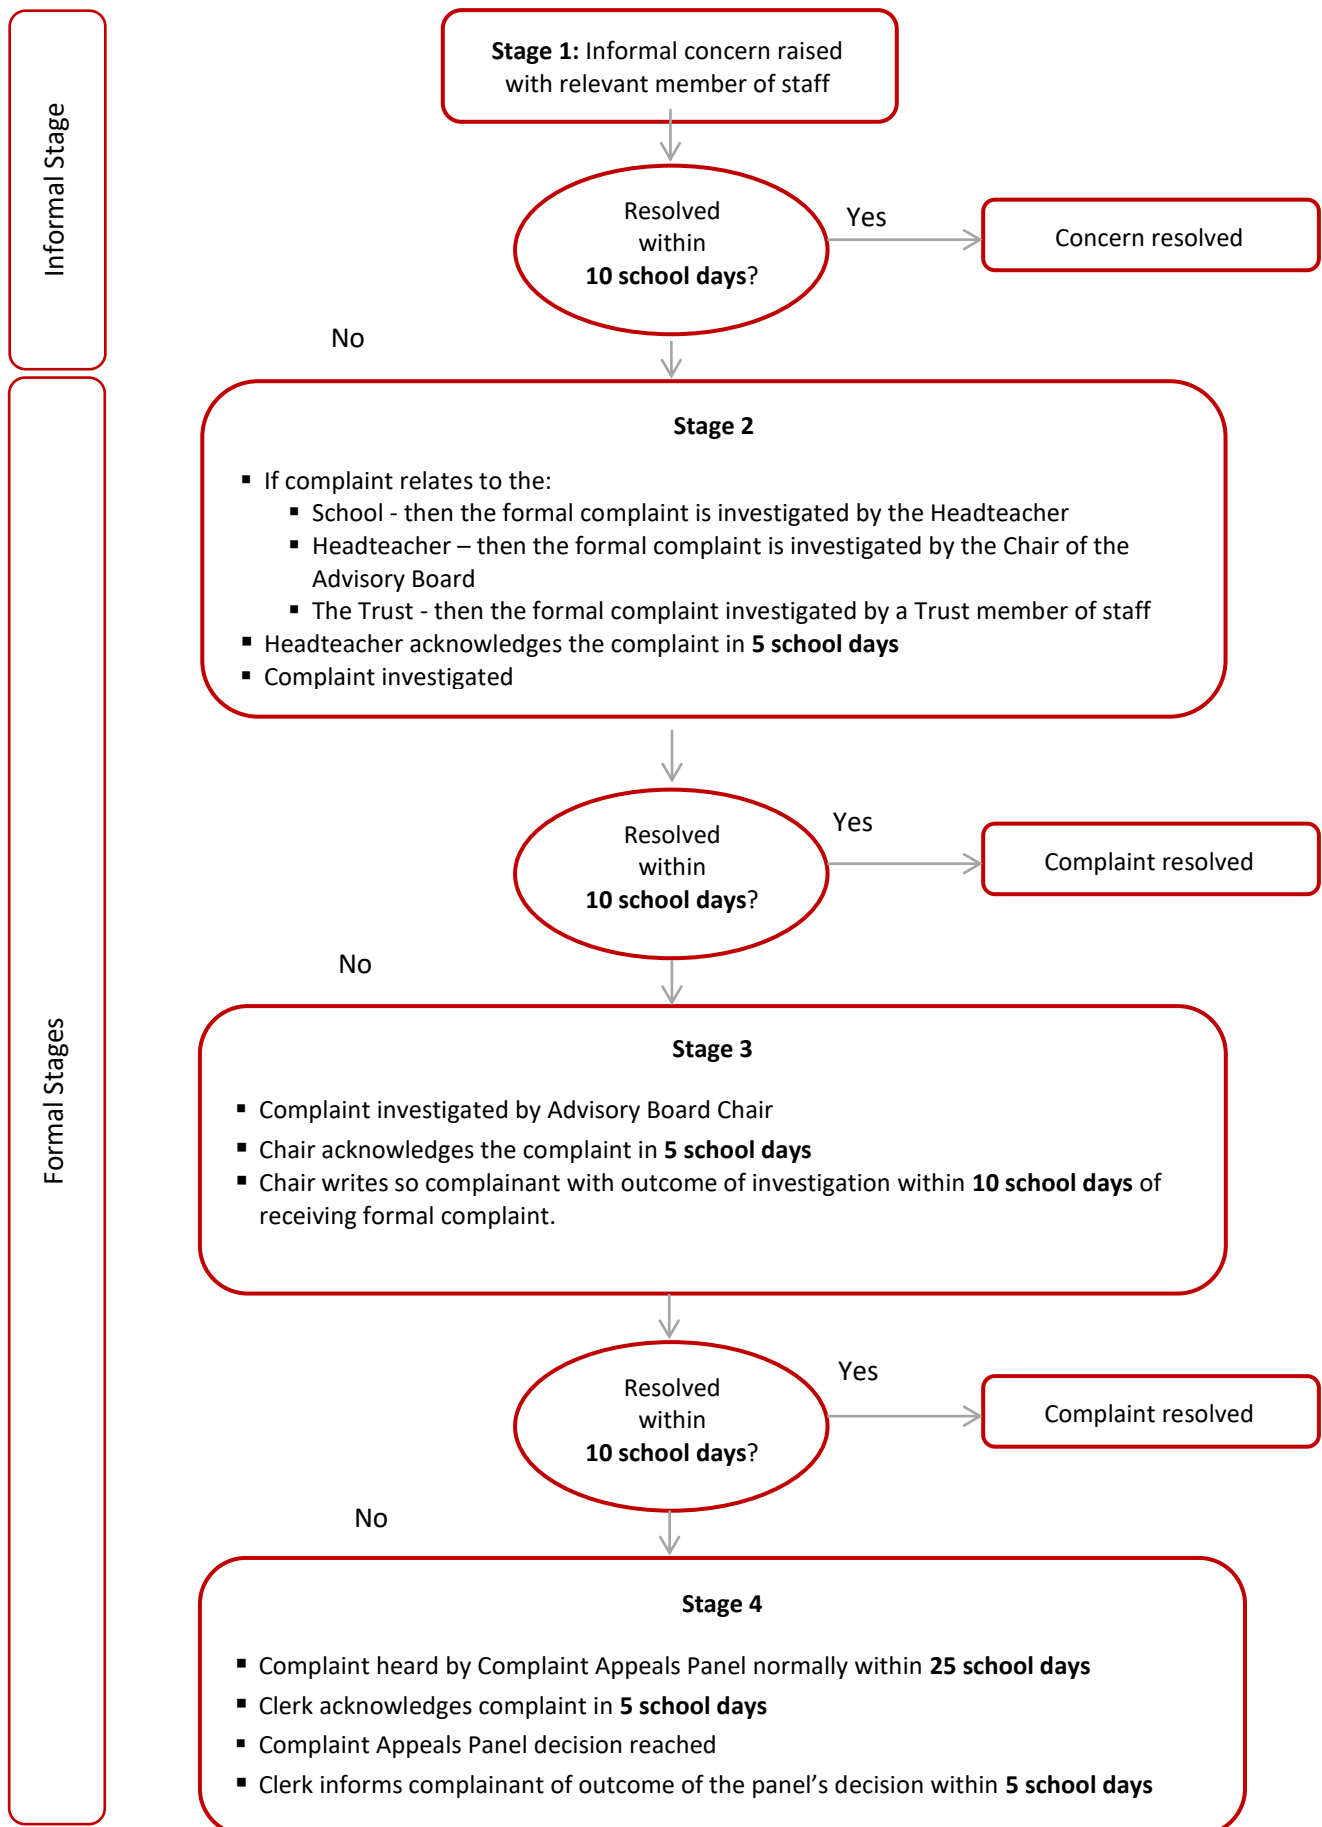 Informal Stage
Stage 1: Informal concern raised
with relevant member of staff
Resolved
within
10 school days?
Yes
Concern resolved
No
Formal Stages
Stage 2
▪ If complaint relates to the:
▪ School - then the formal complaint is investigated by the Headteacher
▪ Headteacher – then the formal complaint is investigated by the Chair of the
Advisory Board
▪ The Trust - then the formal complaint investigated by a Trust member of staff
▪ Headteacher acknowledges the complaint in 5 school days
▪ Complaint investigated
Resolved
within
10 school days?
Yes
Complaint resolved
No
Stage 3
▪ Complaint investigated by Advisory Board Chair
▪ Chair acknowledges the complaint in 5 school days
▪ Chair writes so complainant with outcome of investigation within 10 school days of
receiving formal complaint.
Resolved
within
10 school days?
Yes
Complaint resolved
No
Stage 4
▪ Complaint heard by Complaint Appeals Panel normally within 25 school days
▪ Clerk acknowledges complaint in 5 school days
▪ Complaint Appeals Panel decision reached
▪ Clerk informs complainant of outcome of the panel’s decision within 5 school days